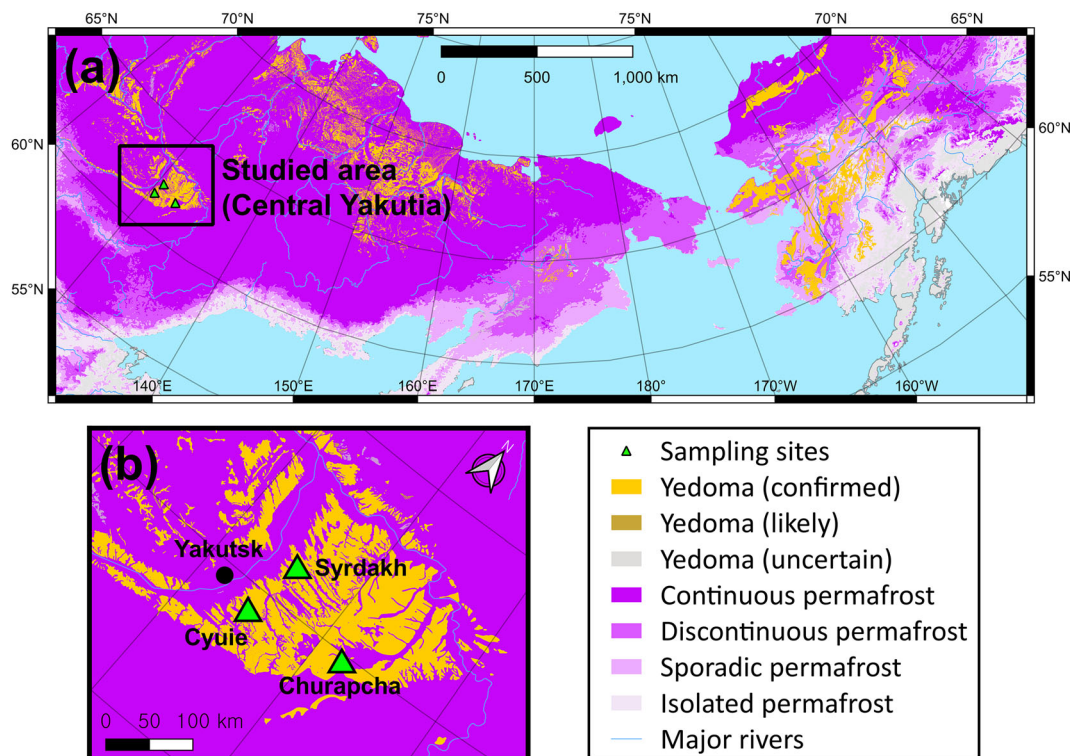 65°N 70°N 75°N 75°N 70°N 65°N
(a)
0 500 1,000 km
60°N 60°N
Studied area
(Central Yakutia)
55°N 55°N
140°E 150°E 160°E 170°E 180° 170°W 160°W
(b)
N
Yakutsk
Syrdakh
Cyuie
Churapcha
0 50 100 km
Sampling sites
Yedoma (confirmed)
Yedoma (likely)
Yedoma (uncertain)
Continuous permafrost
Discontinuous permafrost
Sporadic permafrost
Isolated permafrost
Major rivers